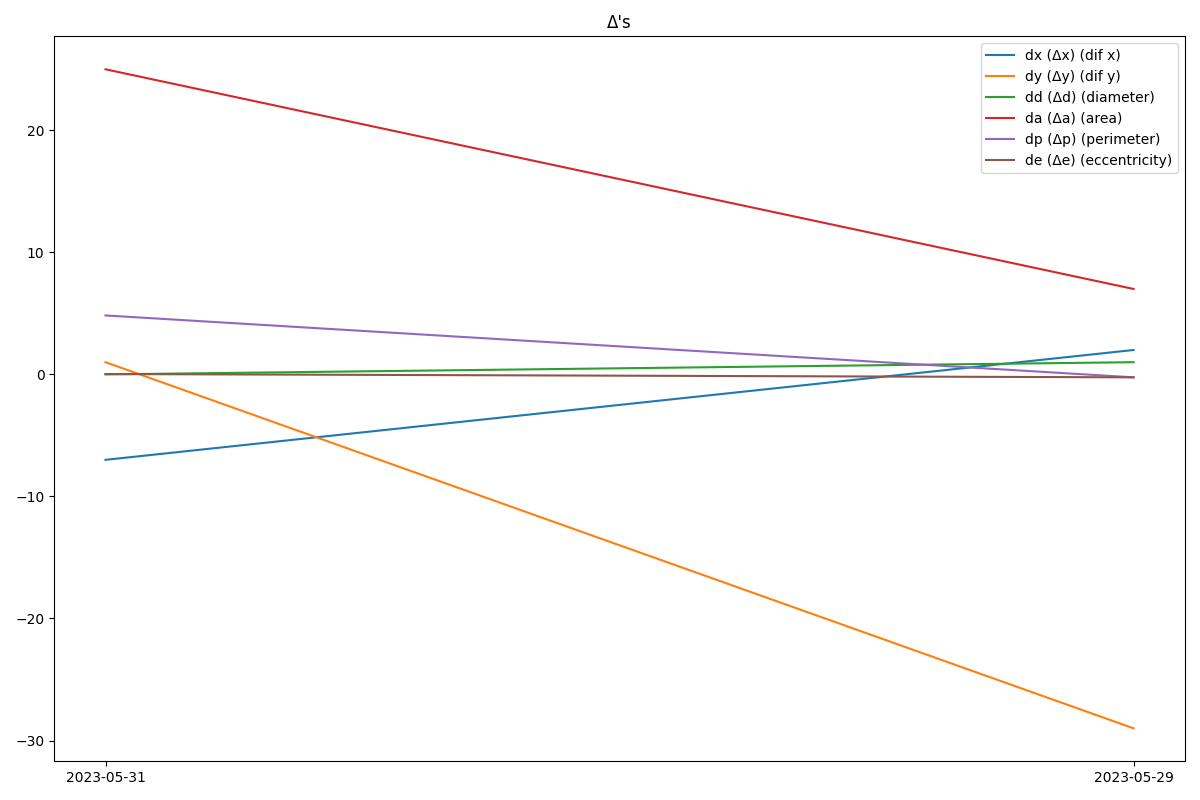 Δ's
dx (Δx) (dif x)
dy (Δy) (dif y)
dd (Δd) (diameter)
da (Δa) (area)
dp (Δp) (perimeter)
de (Δe) (eccentricity)
20
10
0
−10
−20
−30
2023-05-31 2023-05-29